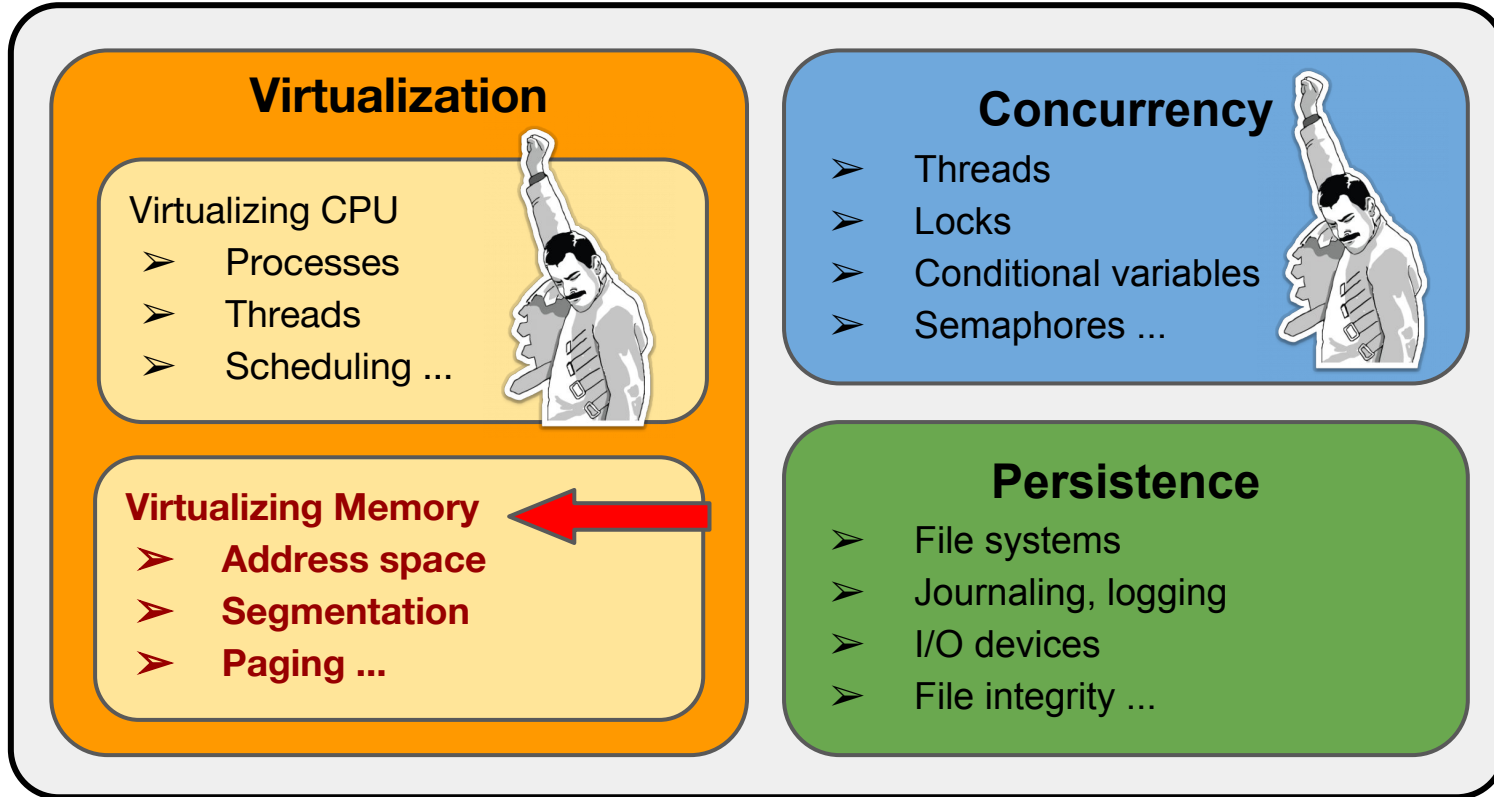 Virtualization
Virtualizing CPU
➢ Processes
➢ Threads
➢ Scheduling ...
Virtualizing Memory
➢ Address space
➢ Segmentation
➢ Paging ...
Concurrency
➢ Threads
➢ Locks
➢ Conditional variables
➢ Semaphores ...
Persistence
➢ File systems
➢ Journaling, logging
➢ I/O devices
➢ File integrity ...